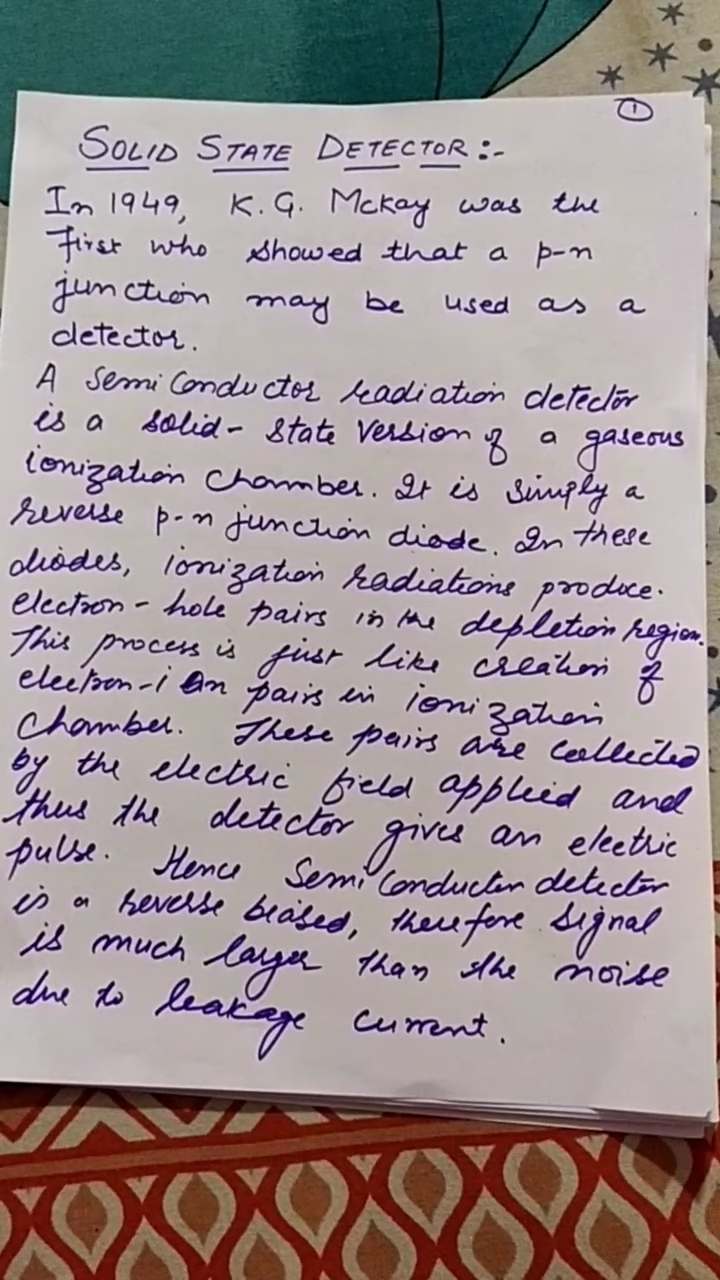 1
SOLID STATE DETECTOR:-
In 1949, K.G. Mckay was the
first who showed that a p-n
junction may be used as a
detector.
A Semi Conductor radiation detector
is a solid-state version of a gaseous
ionization chamber. It is simply a
reverse p-n junction diode. In these
diodes, ionization radiations produce.
electron-hole pairs in the depletion region.
This process is just like creation of
electron-ion pairs in ionization
chamber. These pairs are collected
by the electric field applied and
thus the detector gives an electric
pulse. Hence Semi Conductor detector
is a reverse biased, therefore signal
is much larger than the noise
due to leakage current.